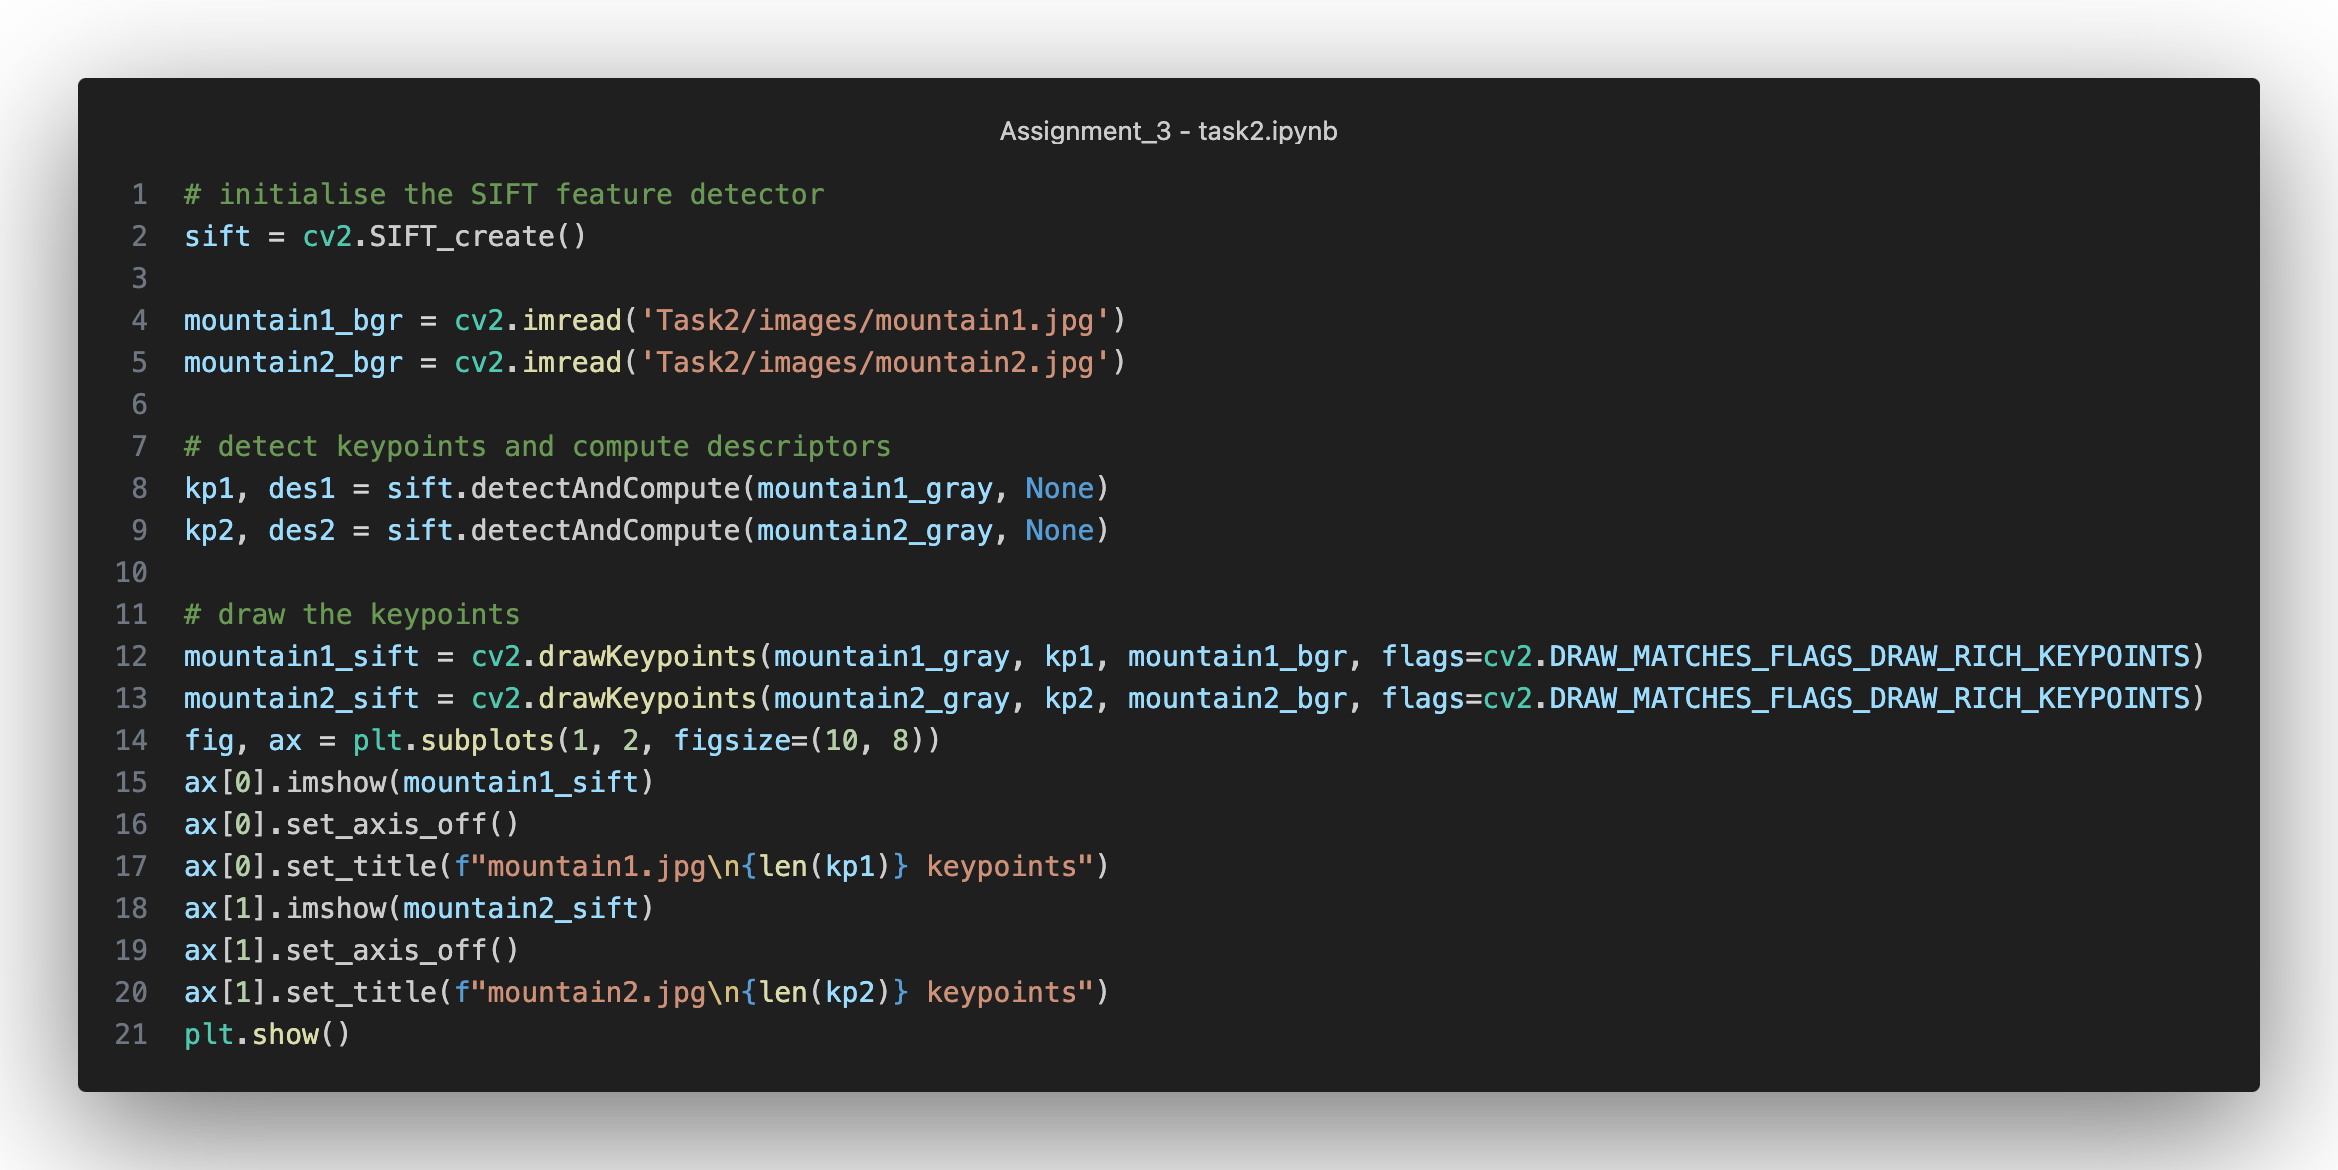 Assignment_3 - task2.ipynb
1 # initialise the SIFT feature detector
2 sift = cv2.SIFT_create()
3
4 mountain1_bgr = cv2.imread('Task2/images/mountain1.jpg')
5 mountain2_bgr = cv2.imread('Task2/images/mountain2.jpg')
6
7 # detect keypoints and compute descriptors
8 kp1, des1 = sift.detectAndCompute(mountain1_gray, None)
9 kp2, des2 = sift.detectAndCompute(mountain2_gray, None)
10
11 # draw the keypoints
12 mountain1_sift = cv2.drawKeypoints(mountain1_gray, kp1, mountain1_bgr, flags=cv2.DRAW_MATCHES_FLAGS_DRAW_RICH_KEYPOINTS)
13 mountain2_sift = cv2.drawKeypoints(mountain2_gray, kp2, mountain2_bgr, flags=cv2.DRAW_MATCHES_FLAGS_DRAW_RICH_KEYPOINTS)
14 fig, ax = plt.subplots(1, 2, figsize=(10, 8))
15 ax[0].imshow(mountain1_sift)
16 ax[0].set_axis_off()
17 ax[0].set_title(f"mountain1.jpg\n{len(kp1)} keypoints")
18 ax[1].imshow(mountain2_sift)
19 ax[1].set_axis_off()
20 ax[1].set_title(f"mountain2.jpg\n{len(kp2)} keypoints")
21 plt.show()